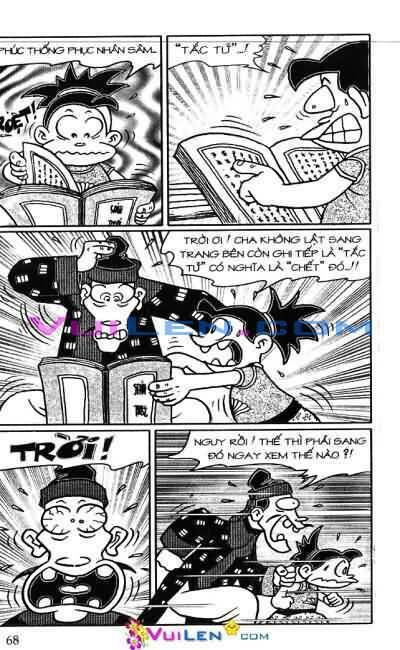 PHÚC THỐNG PHỤC NHÂN SÂM..
"TẮC TỬ"...!
TRỜI ƠI ! CHA KHÔNG LẬT SANG
TRANG BÊN CÒN GHI TIẾP LÀ "TẮC
TỬ" CÓ NGHĨA LÀ "CHẾT" ĐÓ...!!
VUILEN.COM
TRỜI!
NGUY RỒI ! THẾ THÌ PHẢI SANG
ĐÓ NGAY XEM THẾ NÀO ?!
68
VUILEN.COM